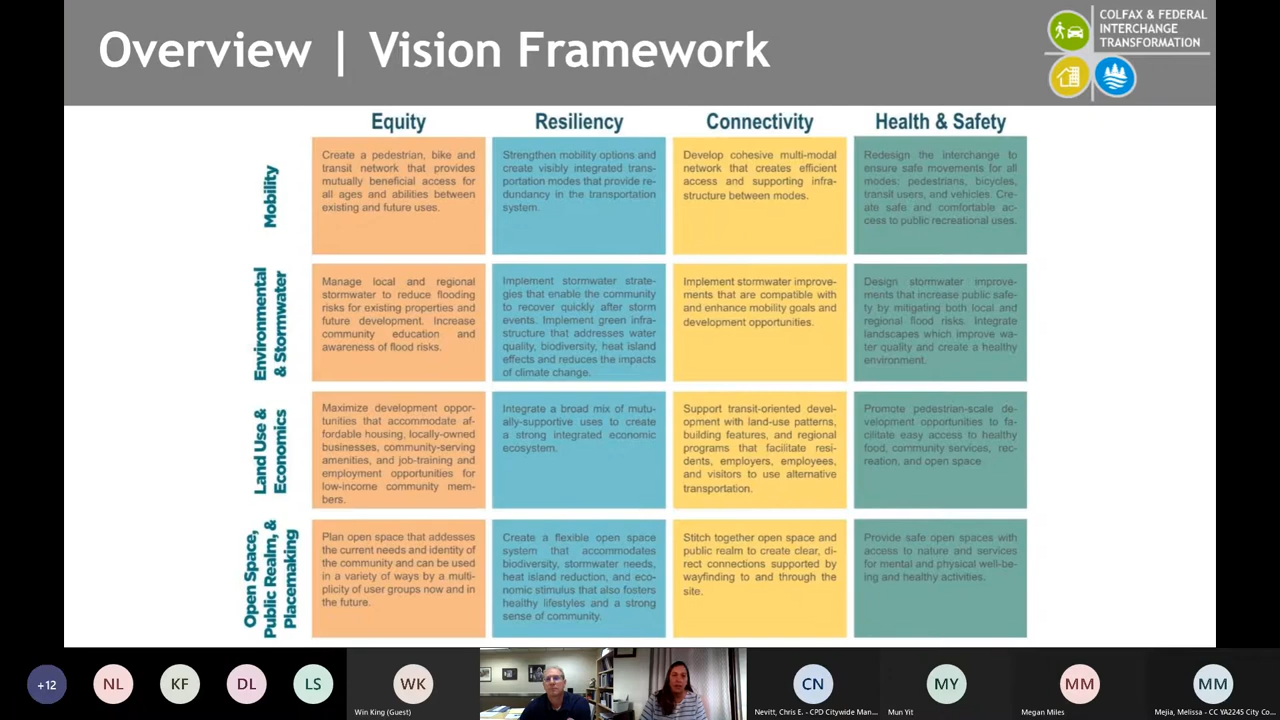 Overview | Vision Framework
COLFAX & FEDERAL
INTERCHANGE
TRANSFORMATION
Equity
Resiliency
Connectivity
Health & Safety
Mobility
Create a pedestrian, bike and
transit network that provides
mutually beneficial access for
all ages and abilities between
existing and future uses.
Strengthen mobility options and
create visibly integrated trans-
portation modes that provide re-
dundancy in the transportation
system.
Develop cohesive multi-modal
network that creates efficient
access and supporting infra-
structure between modes.
Redesign the interchange to
ensure safe movements for all
modes: pedestrians, bicycles,
transit users, and vehicles. Cre-
ate safe and comfortable ac-
cess to public recreational uses.
Environmental
& Stormwater
Manage local and regional
stormwater to reduce flooding
risks for existing properties and
future development. Increase
community education and
awareness of flood risks.
Implement stormwater strate-
gies that enable the community
to recover quickly after storm
events. Implement green infra-
structure that addresses water
quality, biodiversity, heat island
effects and reduces the impacts
of climate change.
Implement stormwater improve-
ments that are compatible with
and enhance mobility goals and
development opportunities.
Design stormwater improve-
ments that increase public safe-
ty by mitigating both local and
regional flood risks. Integrate
landscapes which improve wa-
ter quality and create a healthy
environment.
Land Use &
Economics
Maximize development oppor-
tunities that accommodate af-
fordable housing, locally-owned
businesses, community-serving
amenities, and job-training and
employment opportunities for
low-income community mem-
bers.
Integrate a broad mix of mutu-
ally-supportive uses to create
a strong integrated economic
ecosystem.
Support transit-oriented devel-
opment with land-use patterns,
building features, and regional
programs that facilitate resi-
dents, employers, employees,
and visitors to use alternative
transportation.
Promote pedestrian-scale de-
velopment opportunities to fa-
cilitate easy access to healthy
food, community services, rec-
reation, and open space
Open Space,
Public Realm, &
Placemaking
Plan open space that addresses
the current needs and identity of
the community and can be used
in a variety of ways by a multi-
plicity of user groups now and in
the future.
Create a flexible open space
system that accommodates
biodiversity, stormwater needs,
heat island reduction, and eco-
nomic stimulus that also fosters
healthy lifestyles and a strong
sense of community.
Stitch together open space and
public realm to create clear, di-
rect connections supported by
wayfinding to and through the
site.
Provide safe open spaces with
access to nature and services
for mental and physical well-be-
ing and healthy activities.
+12
NL
KF
DL
LS
WK
CN
MY
MM
MM
Win King (Guest)
Nevitt, Chris E. - CPD Citywide Man...
Mun Yit
Megan Miles
Mejia, Melissa - CC YA2245 City Co...